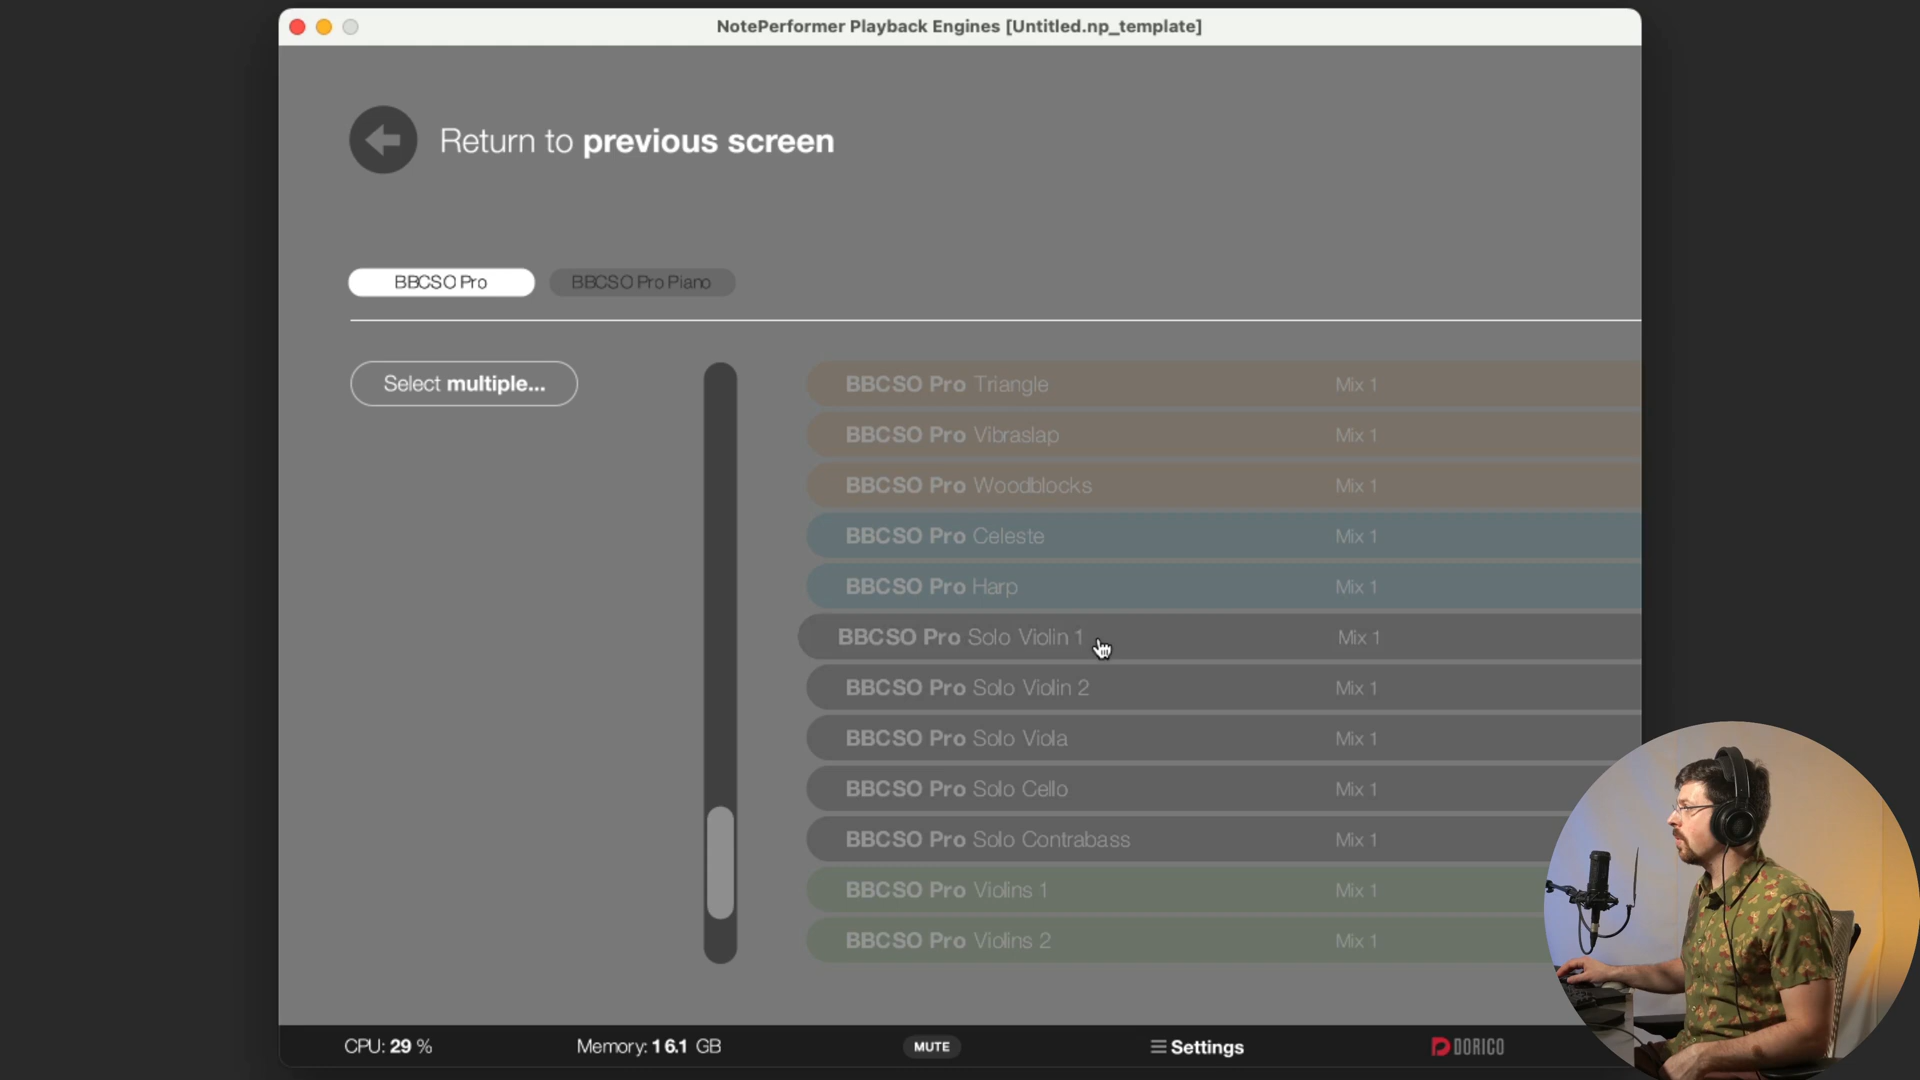 NotePerformer Playback Engines [Untitled.np_template]
Return to previous screen
BBCSO Pro
BBCSO Pro Piano
Select multiple...
BBCSO Pro Triangle Mix 1
BBCSO Pro Vibraslap Mix 1
BBCSO Pro Woodblocks Mix 1
BBCSO Pro Celeste Mix 1
BBCSO Pro Harp Mix 1
BBCSO Pro Solo Violin 1 Mix 1
BBCSO Pro Solo Violin 2 Mix 1
BBCSO Pro Solo Viola Mix 1
BBCSO Pro Solo Cello Mix 1
BBCSO Pro Solo Contrabass Mix 1
BBCSO Pro Violins 1 Mix 1
BBCSO Pro Violins 2 Mix 1
CPU: 29 % Memory: 16.1 GB MUTE Settings DORICO